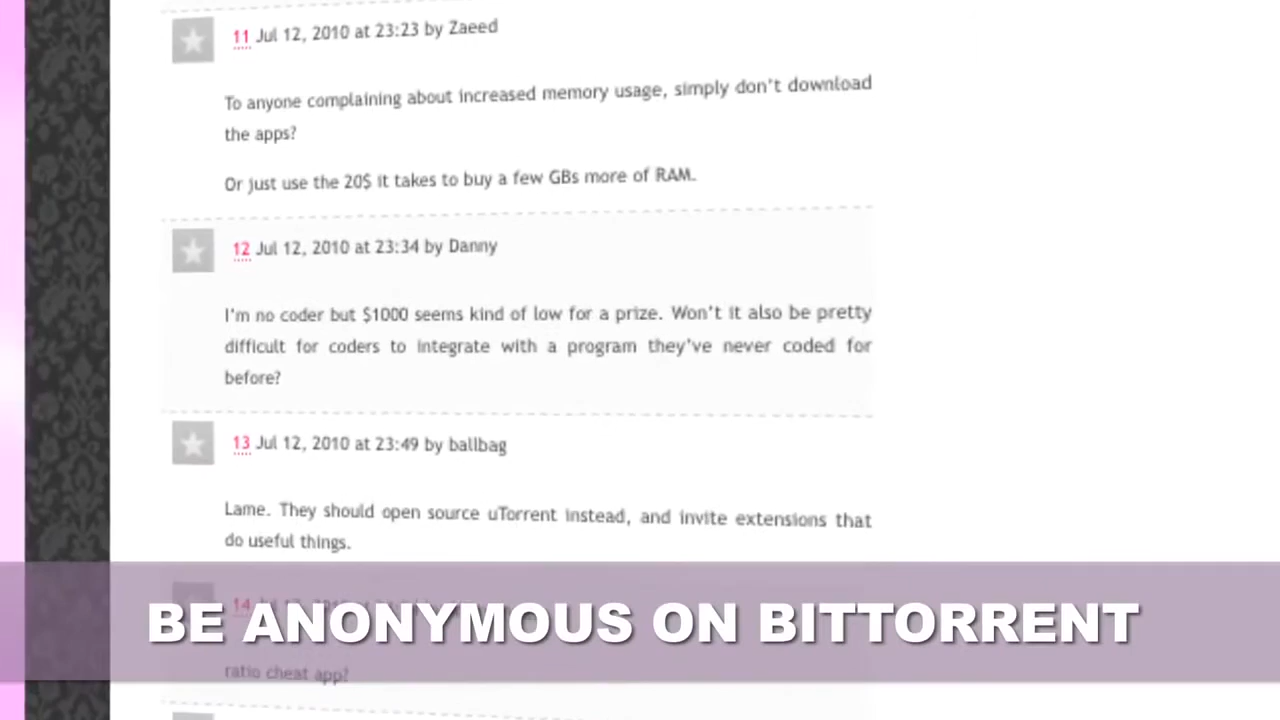 11 Jul 12, 2010 at 23:23 by Zaeed
To anyone complaining about increased memory usage, simply don't download
the apps?
Or just use the 20$ it takes to buy a few GBs more of RAM.
12 Jul 12, 2010 at 23:34 by Danny
I'm no coder but $1000 seems kind of low for a prize. Won't it also be pretty
difficult for coders to integrate with a program they've never coded for
before?
13 Jul 12, 2010 at 23:49 by ballbag
Lame. They should open source uTorrent instead, and invite extensions that
do useful things.
14
BE ANONYMOUS ON BITTORRENT
ratio cheat app?